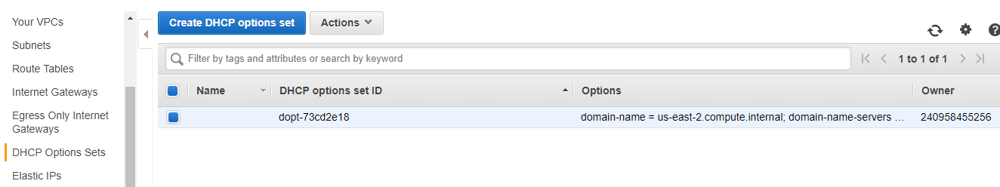 Your VPCs
Subnets
Route Tables
Internet Gateways
Egress Only Internet
Gateways
DHCP Options Sets
Elastic IPs
Create DHCP options set
Actions
Filter by tags and attributes or search by keyword
1 to 1 of 1
Name
DHCP options set ID
Options
Owner
dopt-73cd2e18
domain-name = us-east-2.compute.internal; domain-name-servers ...
240958455256